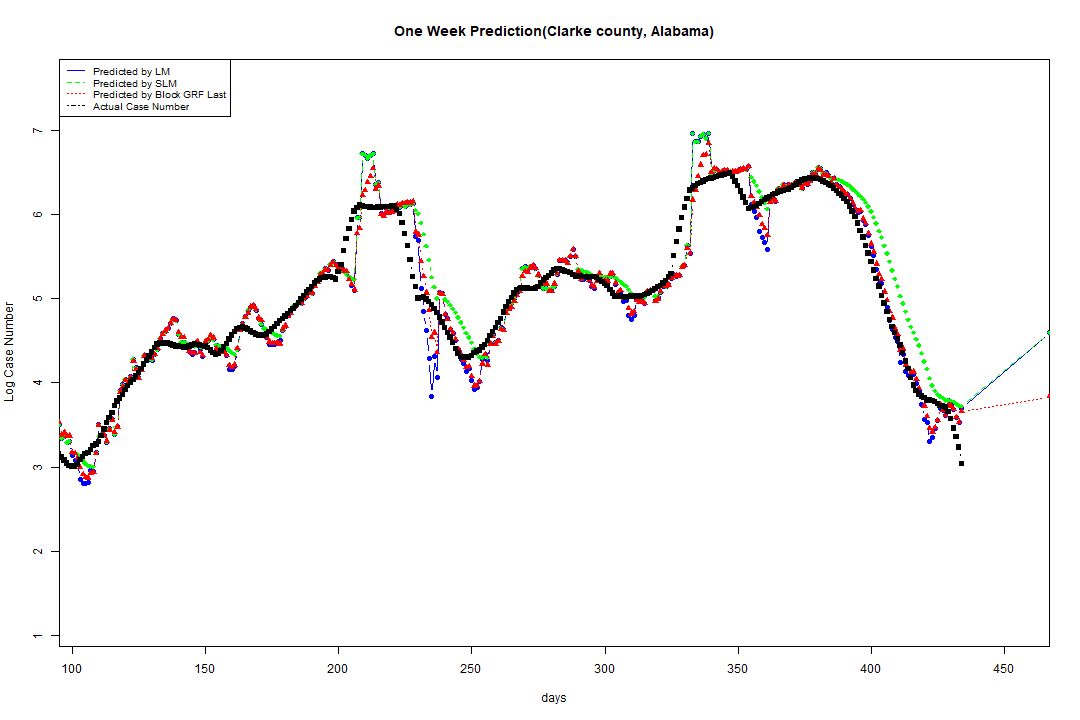 One Week Prediction(Clarke county, Alabama)
Predicted by LM
Predicted by SLM
Predicted by Block GRF Last
Actual Case Number
7
6
5
4
3
2
1
Log Case Number
100 150 200 250 300 350 400 450
days